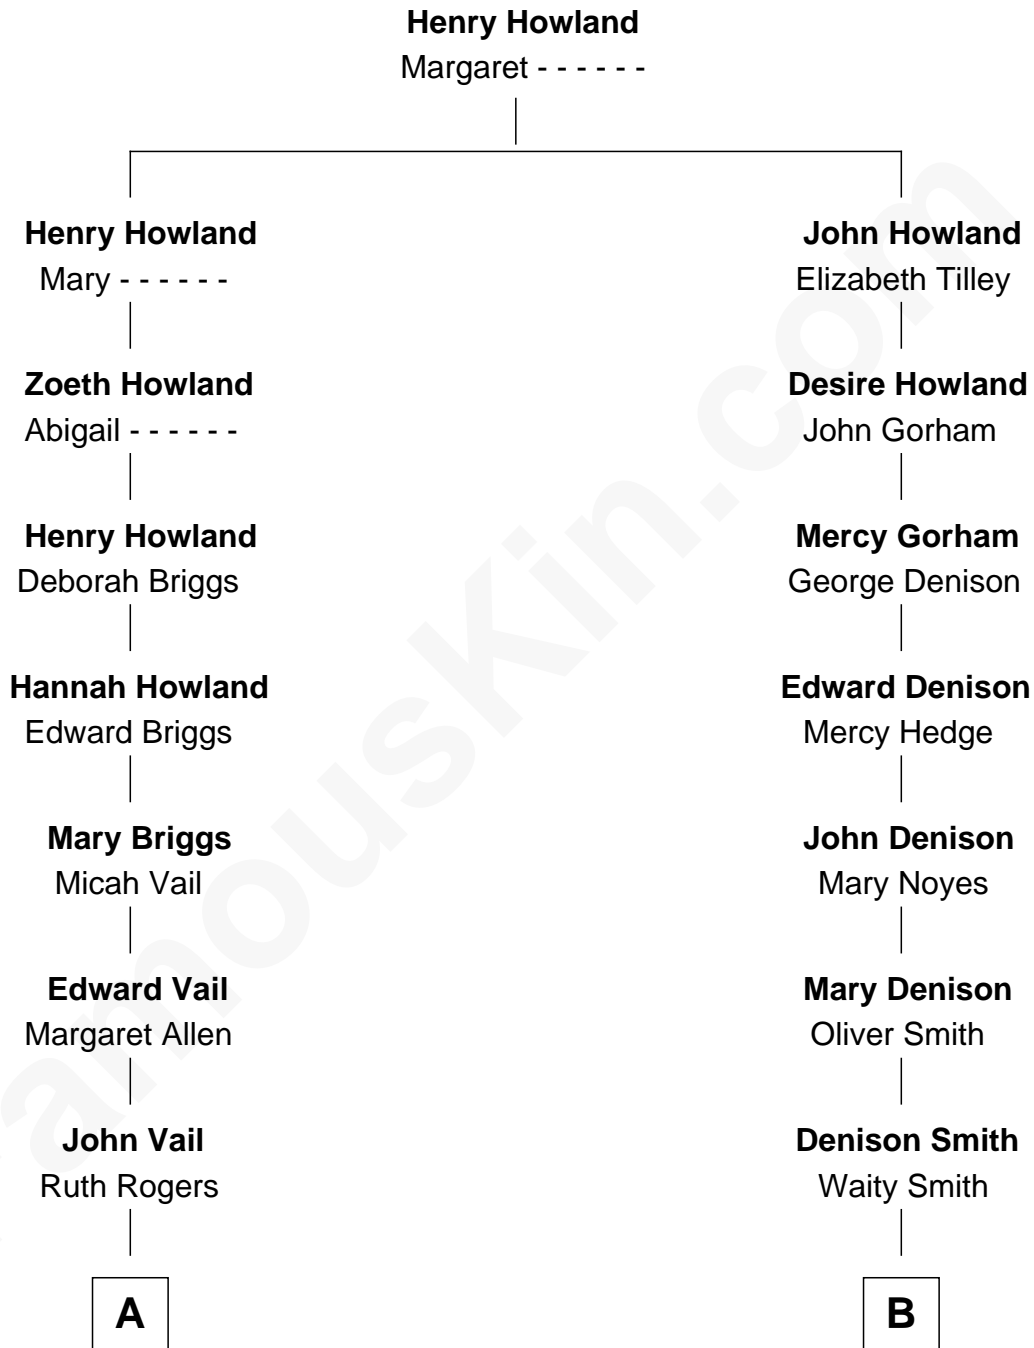 Henry Howland
Margaret - - - - - -
Henry Howland
Mary - - - - - -
Zoeth Howland
Abigail - - - - - -
Henry Howland
Deborah Briggs
Hannah Howland
Edward Briggs
Mary Briggs
Micah Vail
Edward Vail
Margaret Allen
John Vail
Ruth Rogers
A
John Howland
Elizabeth Tilley
Desire Howland
John Gorham
Mercy Gorham
George Denison
Edward Denison
Mercy Hedge
John Denison
Mary Noyes
Mary Denison
Oliver Smith
Denison Smith
Waity Smith
B
amouskin.com